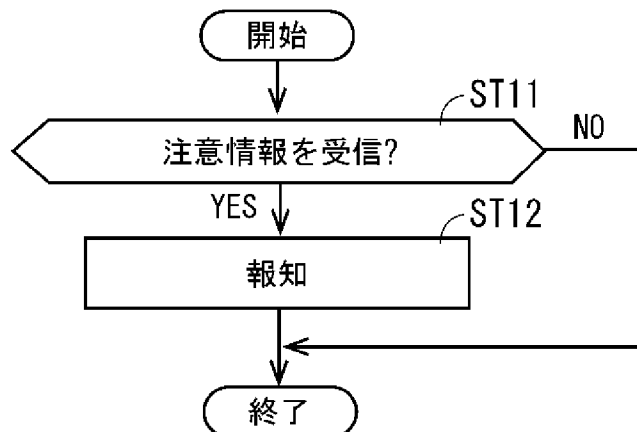 開始
ST11
注意情報を受信?
NO
YES
ST12
報知
終了